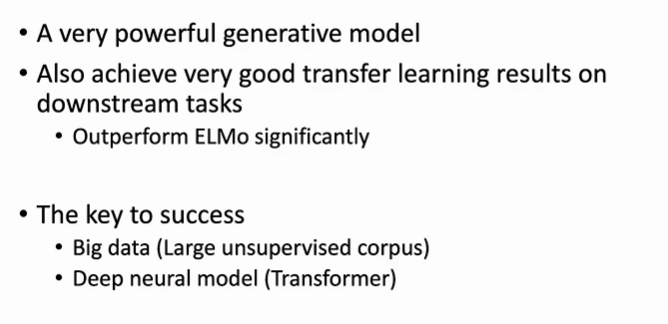 • A very powerful generative model
• Also achieve very good transfer learning results on
downstream tasks
• Outperform ELMo significantly
• The key to success
• Big data (Large unsupervised corpus)
• Deep neural model (Transformer)